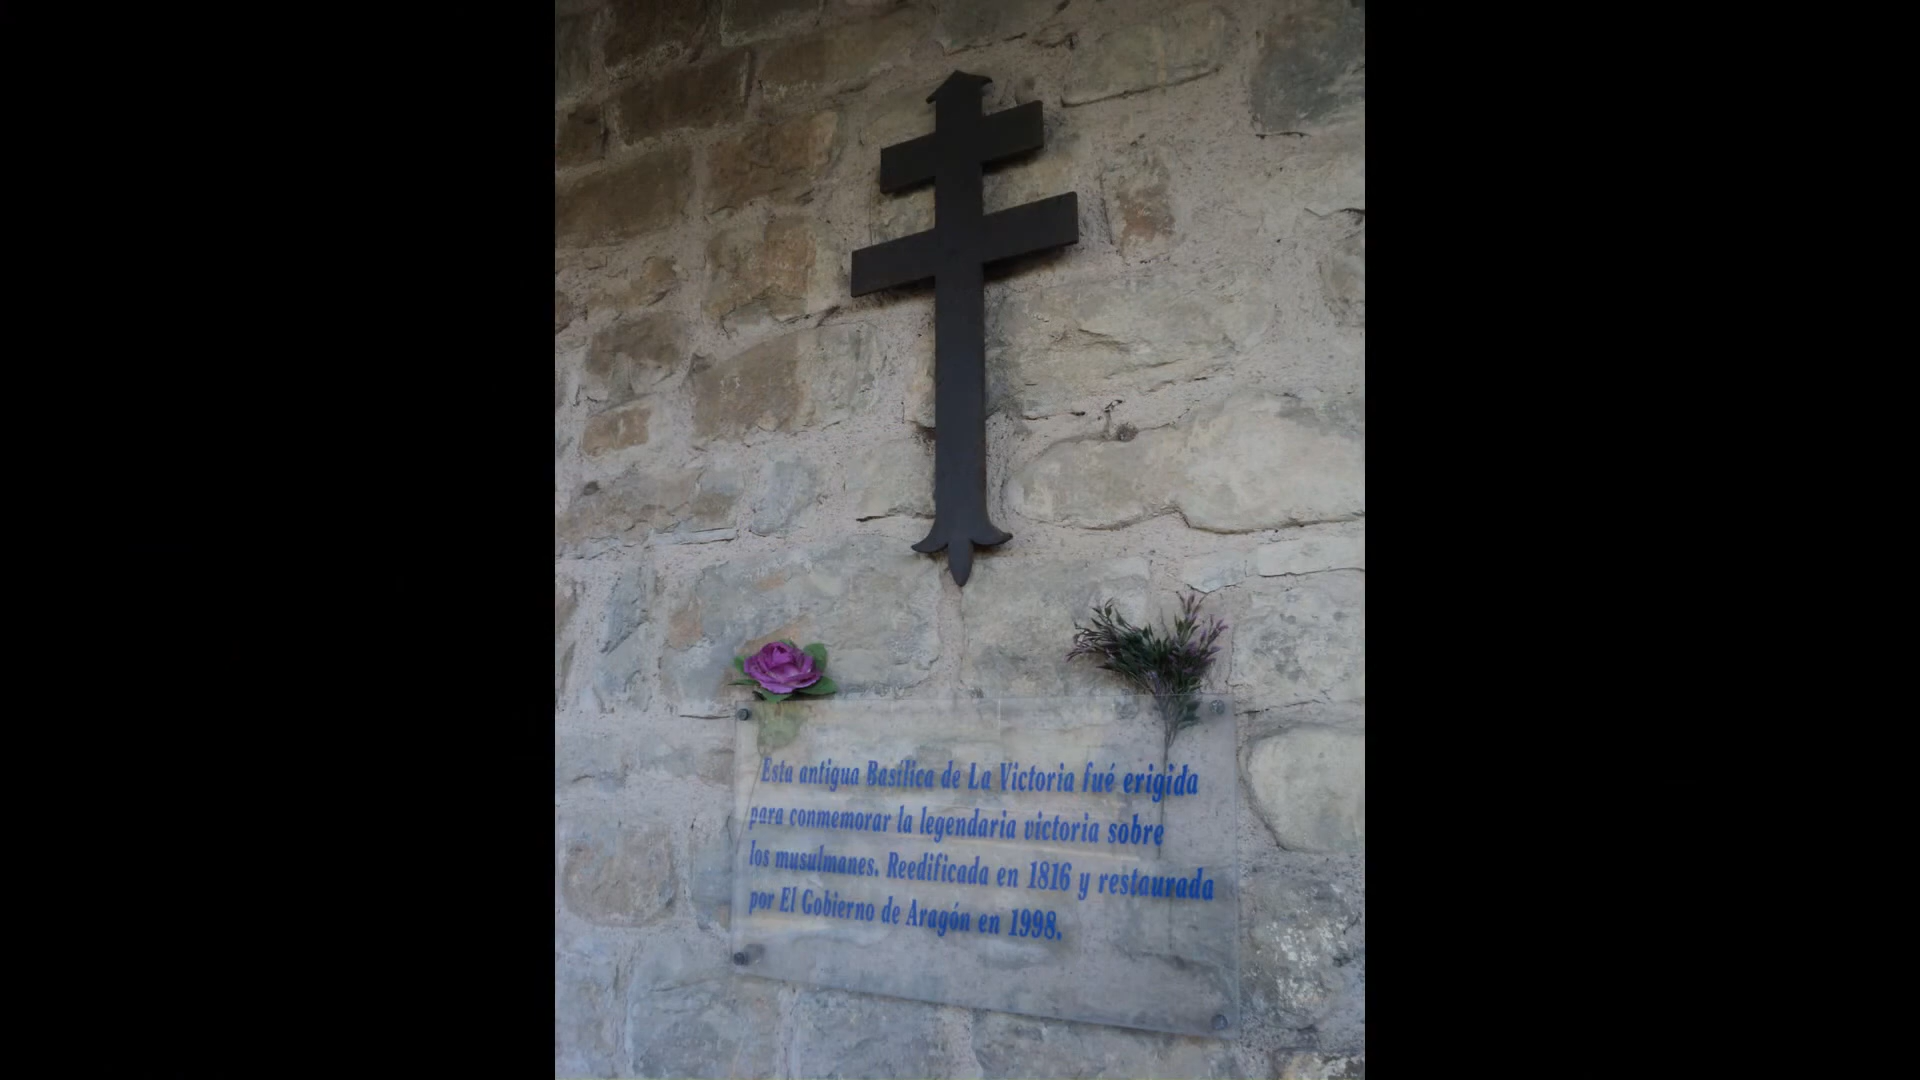 Esta antigua Basílica de La Victoria fué erigida
para conmemorar la legendaria victoria sobre
los musulmanes. Reedificada en 1816 y restaurada
por El Gobierno de Aragón en 1998.